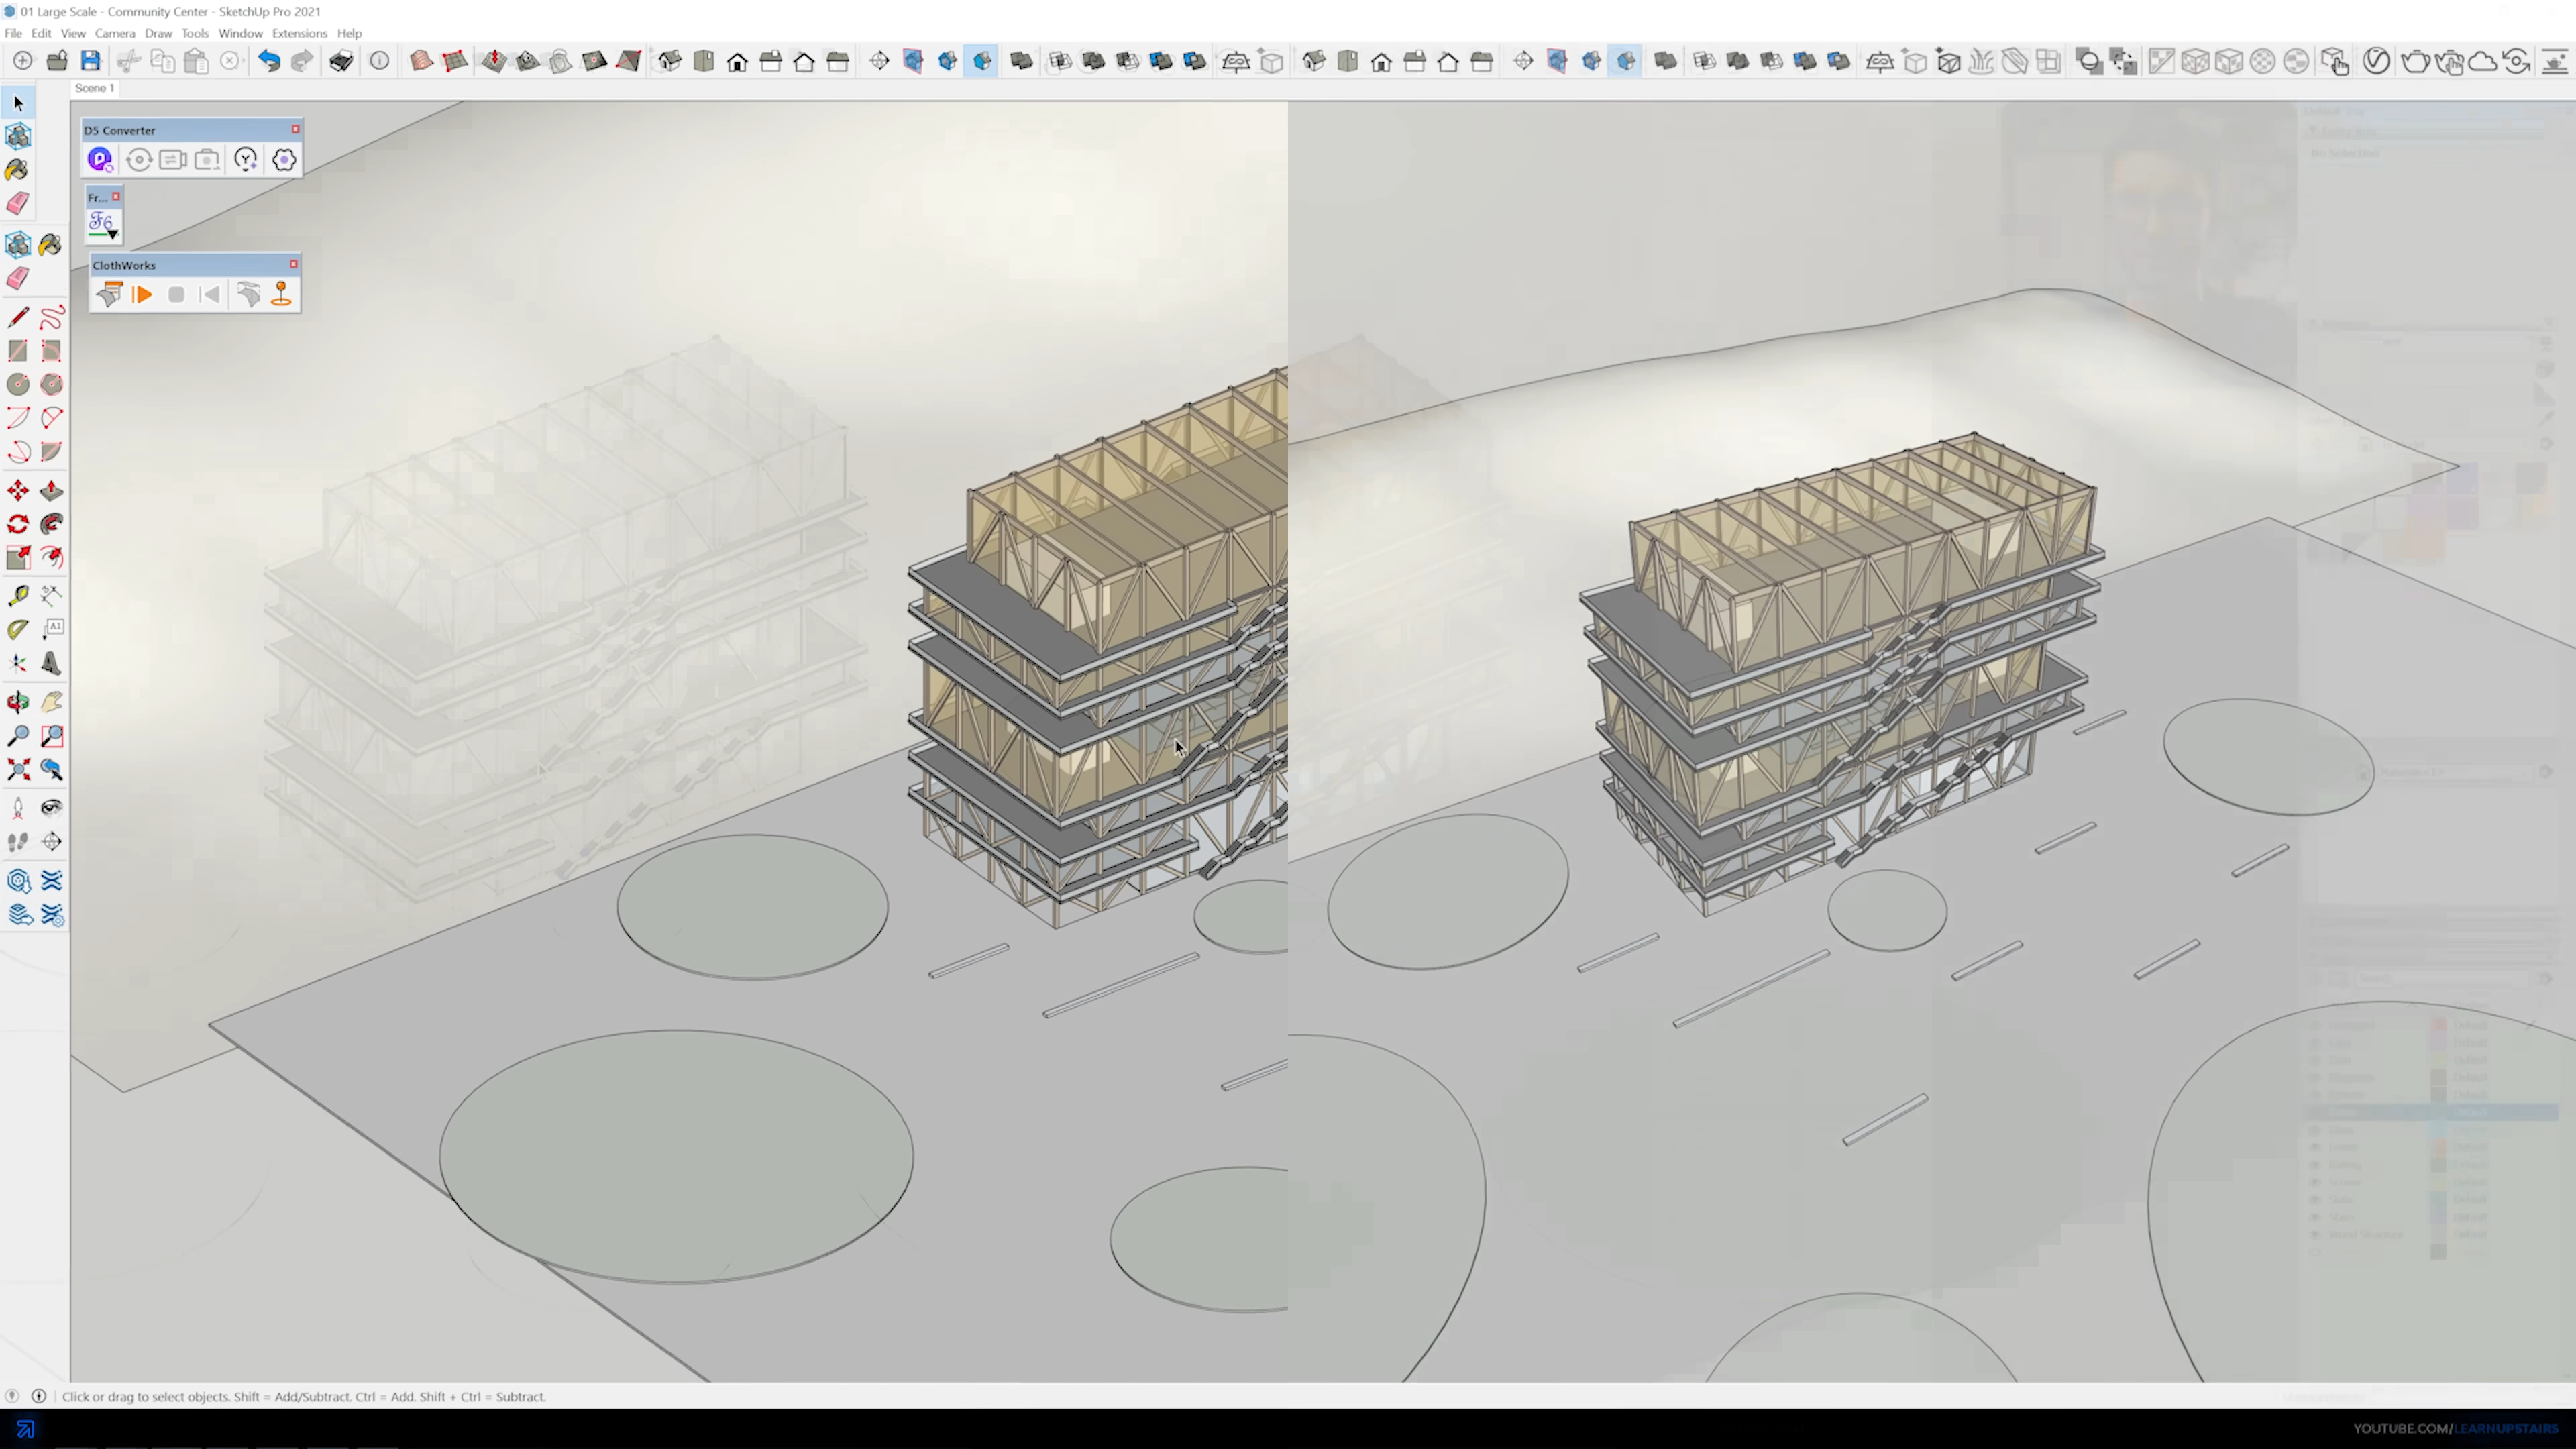 01 Large Scale - Community Center - SketchUp Pro 2021
File Edit View Camera Draw Tools Window Extensions Help
Scene 1
D5 Converter
Fr...
ClothWorks
A1
Click or drag to select objects. Shift = Add/Subtract. Ctrl = Add. Shift + Ctrl = Subtract.
YOUTUBE.COM/LEARNUPSTAIRS